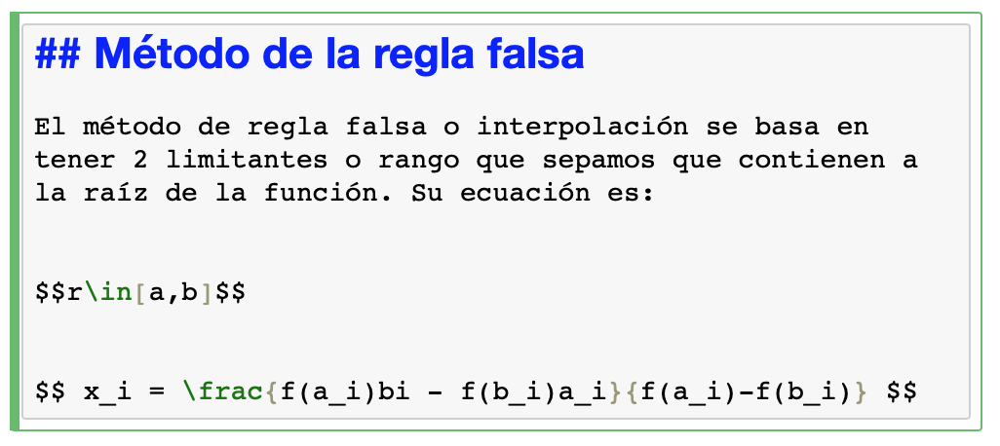 ## Método de la regla falsa
El método de regla falsa o interpolación se basa en
tener 2 limitantes o rango que sepamos que contienen a
la raíz de la función. Su ecuación es:
$$r\in[a,b]$$
$$ x_i = \frac{f(a_i)bi - f(b_i)a_i}{f(a_i)-f(b_i)} $$